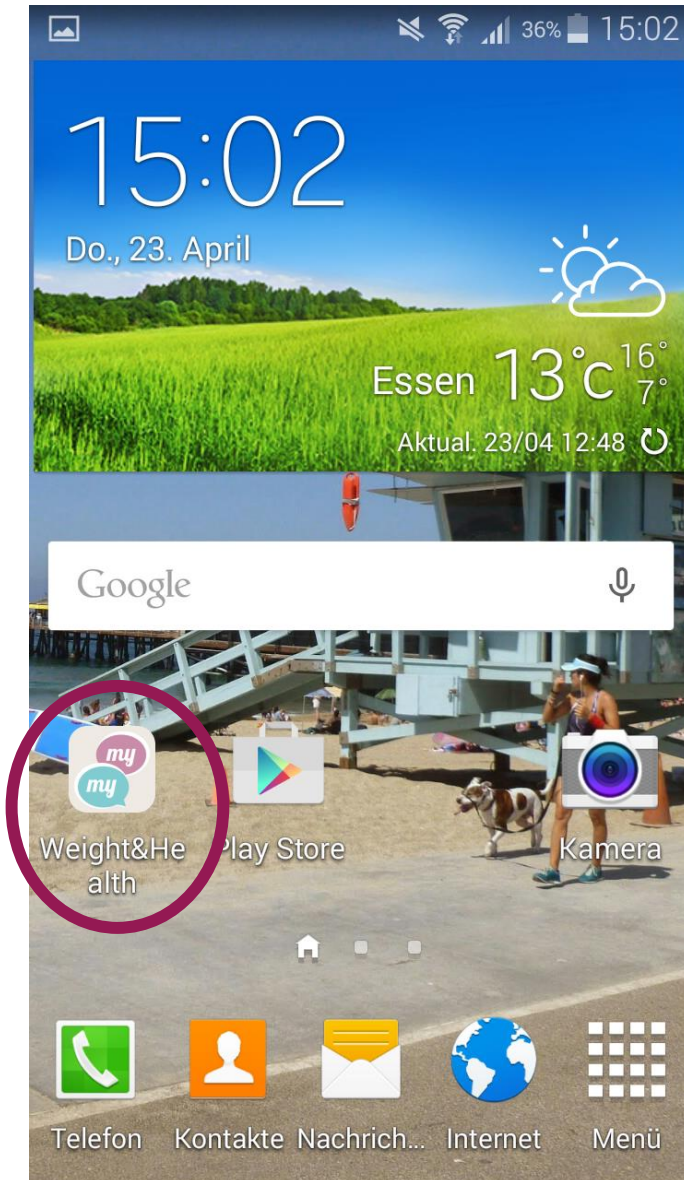 36% 15:02
15:02
Do., 23. April
Essen 13°C 16°
7°
Aktual. 23/04 12:48
Google
my
my
Weight&He
alth
Play Store
Kamera
Telefon Kontakte Nachrich... Internet Menü